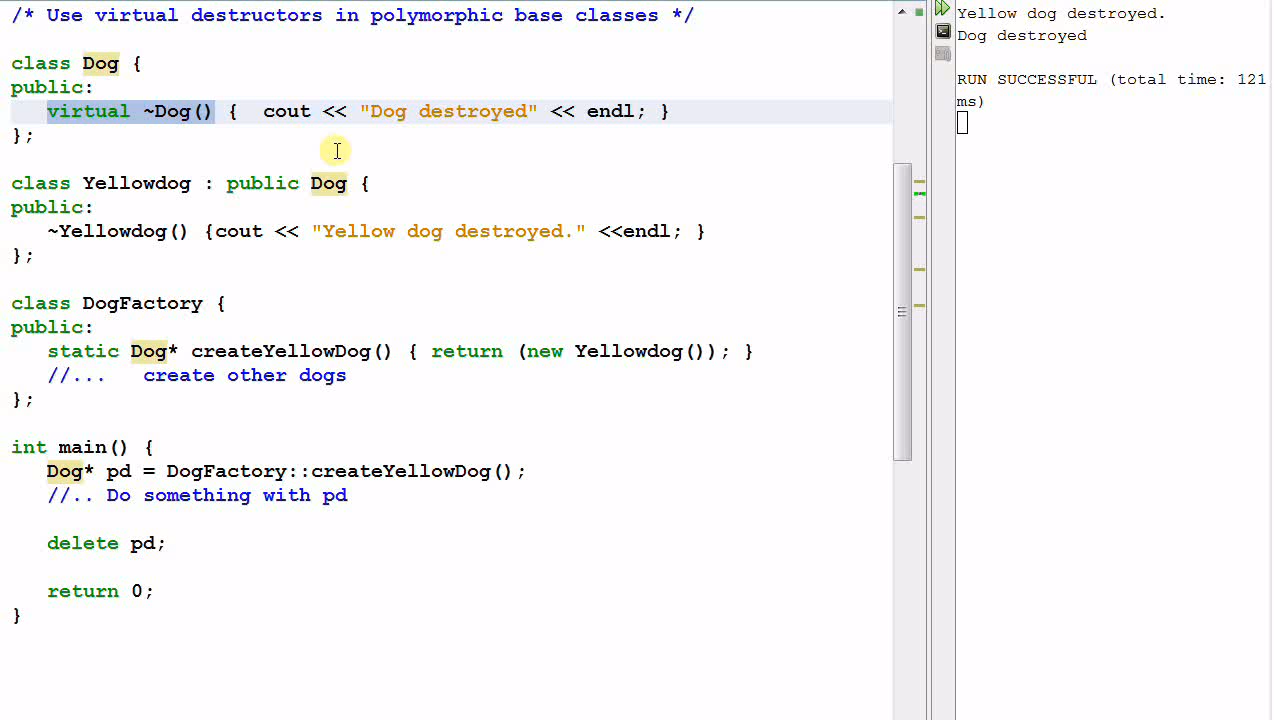 /* Use virtual destructors in polymorphic base classes */
class Dog {
public:
virtual ~Dog() {  cout << "Dog destroyed" << endl; }
};
class Yellowdog : public Dog {
public:
~Yellowdog() {cout << "Yellow dog destroyed." <<endl; }
};
class DogFactory {
public:
static Dog* createYellowDog() { return (new Yellowdog()); }
//...   create other dogs
};
int main() {
Dog* pd = DogFactory::createYellowDog();
//.. Do something with pd
delete pd;
return 0;
}
Yellow dog destroyed.
Dog destroyed
RUN SUCCESSFUL (total time: 121
ms)